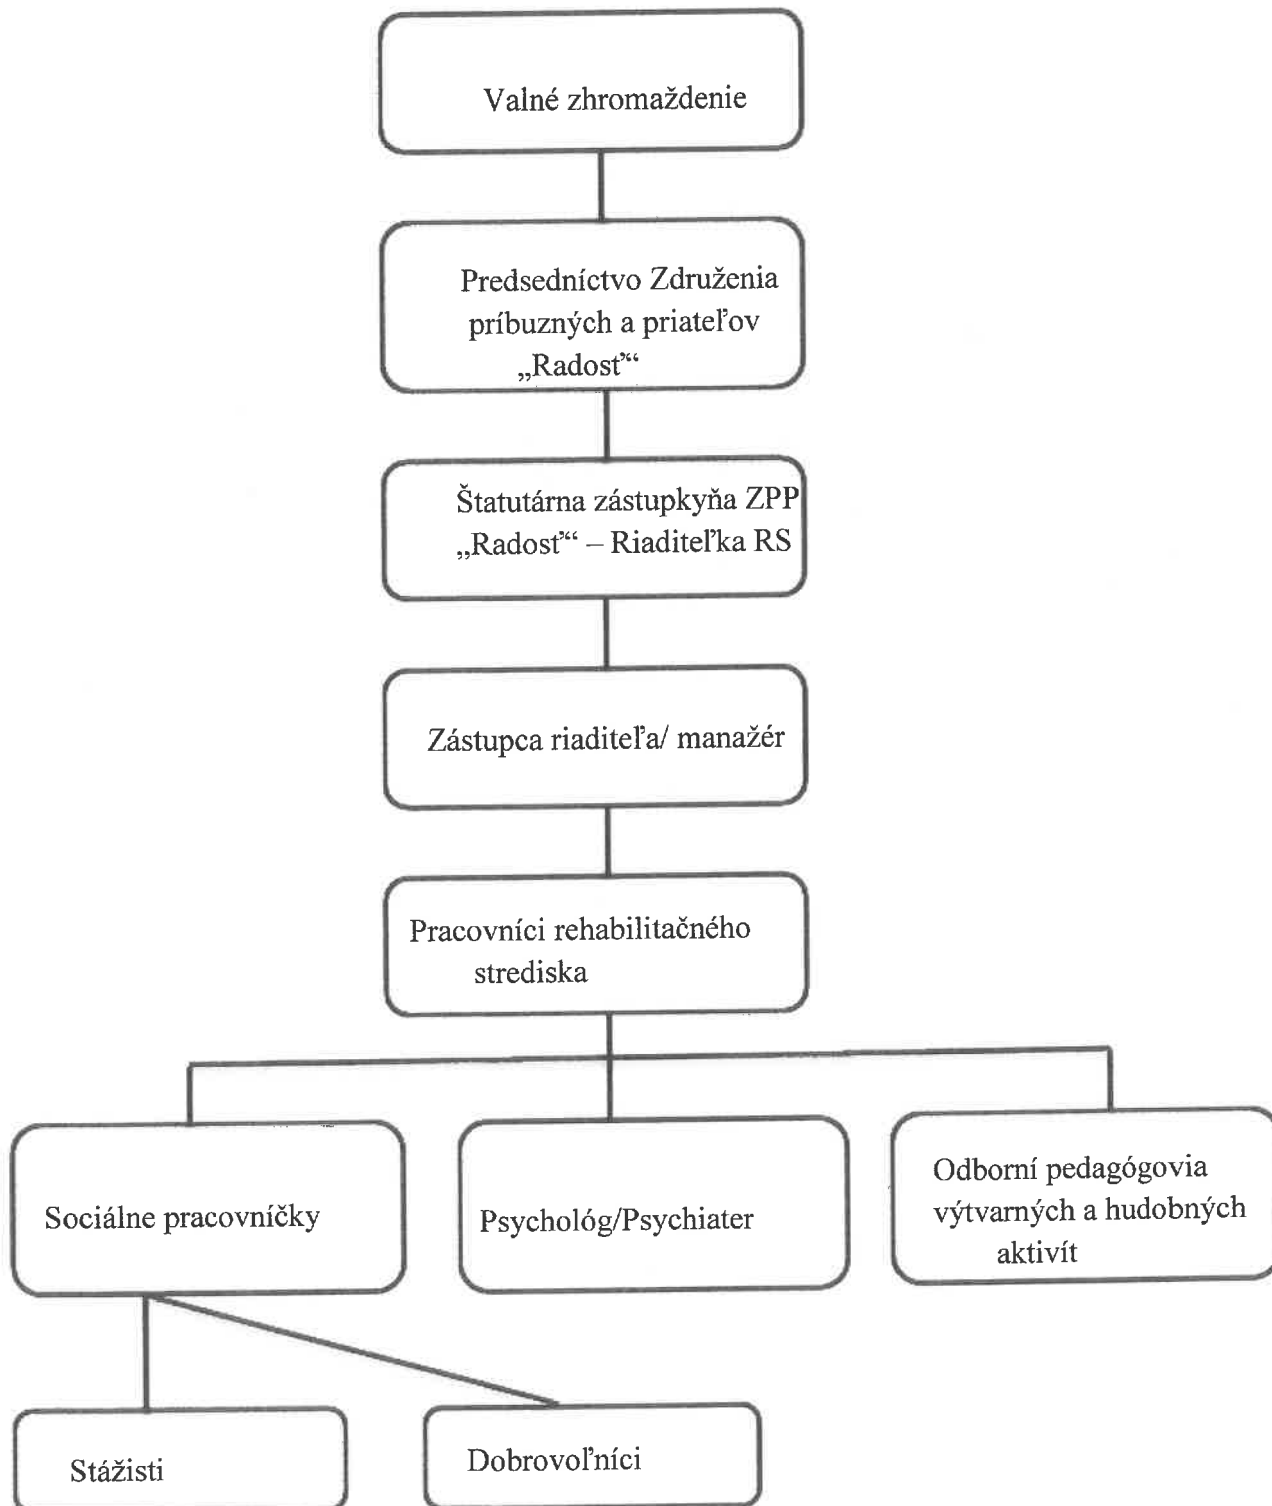 Valné zhromaždenie
Predsedníctvo Združenia
príbuzných a priateľov
„Radosť“
Štatutárna zástupkyňa ZPP
„Radosť“ – Riaditeľka RS
Zástupca riaditeľa/ manažér
Pracovníci rehabilitačného
strediska
Sociálne pracovníčky
Psychológ/Psychiater
Odborní pedagógovia
výtvarných a hudobných
aktivít
Stážisti
Dobrovoľníci